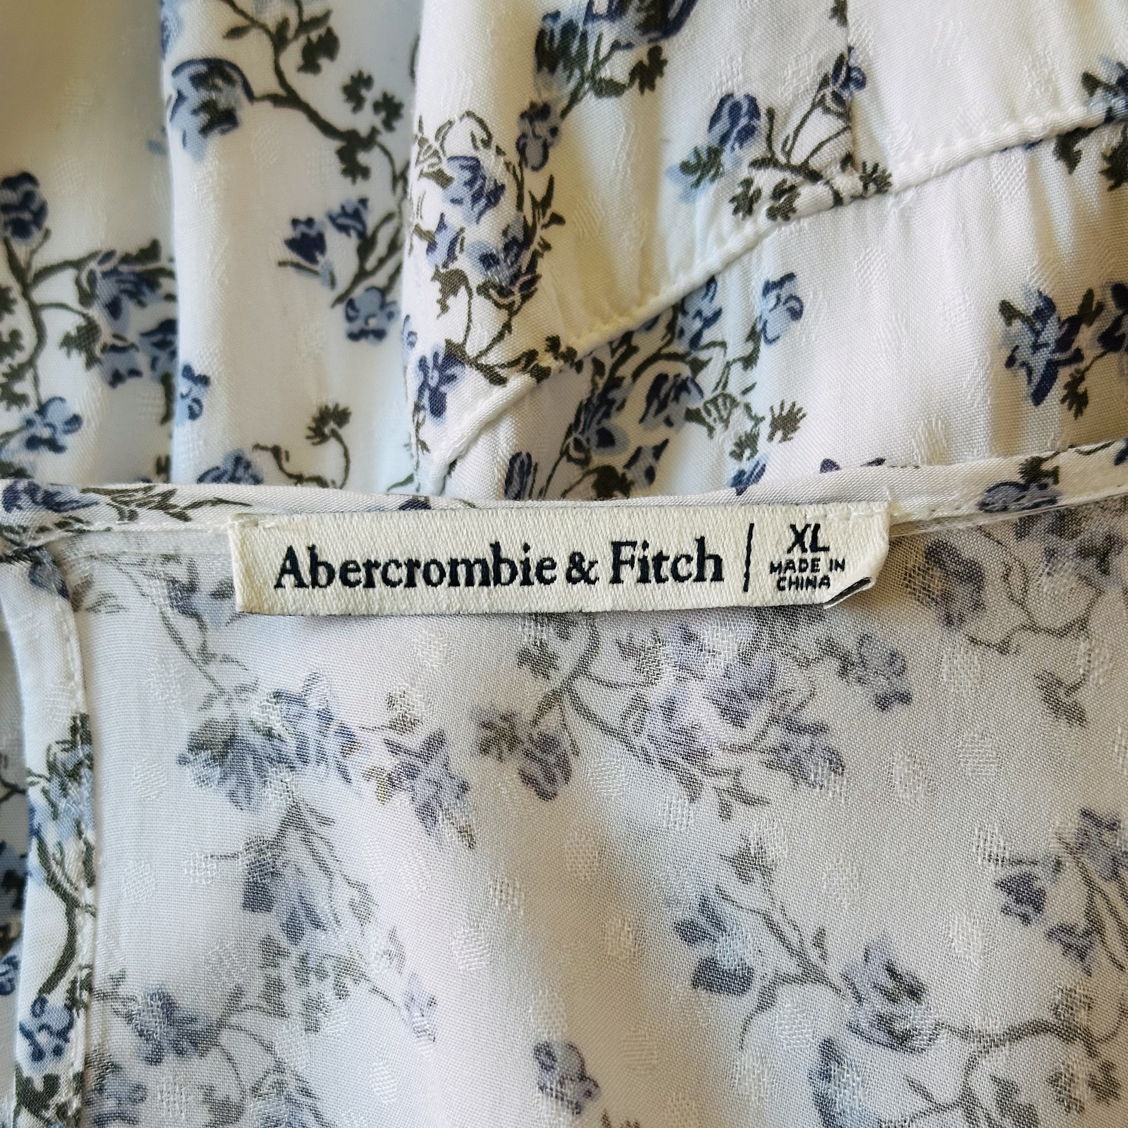 Abercrombie & Fitch | XL
MADE IN
CHINA